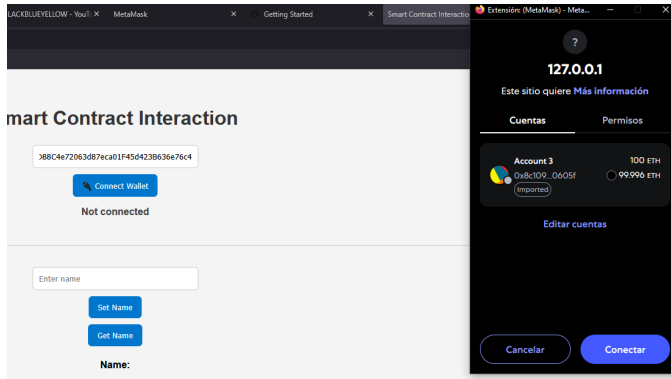 LACKBLUEYELLOW - YouT
MetaMask
Getting Started
Smart Contract Interaction
mart Contract Interaction
)B8C4e72063d87eca01F45d423B636e76c4
Connect Wallet
Not connected
Enter name
Set Name
Get Name
Name:
Extensión: (MetaMask) - Meta...
?
127.0.0.1
Este sitio quiere Más información
Cuentas
Permisos
Account 3
100 ETH
0x8c109...0605f
99.996 ETH
Imported
Editar cuentas
Cancelar
Conectar